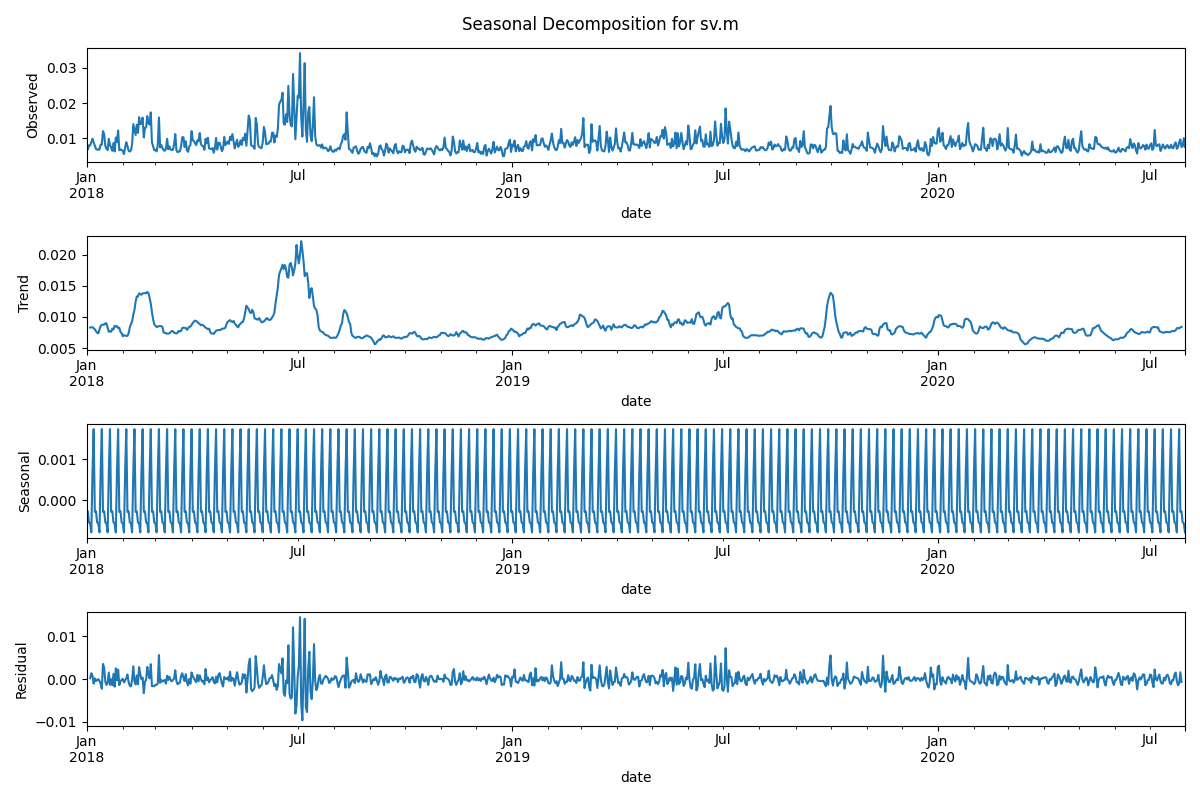 Seasonal Decomposition for sv.m
Observed
0.03
0.02
0.01
Jan
2018
Jul
Jan
2019
Jul
Jan
2020
Jul
date
Trend
0.020
0.015
0.010
0.005
Jan
2018
Jul
Jan
2019
Jul
Jan
2020
Jul
date
Seasonal
0.001
0.000
Jan
2018
Jul
Jan
2019
Jul
Jan
2020
Jul
date
Residual
0.01
0.00
−0.01
Jan
2018
Jul
Jan
2019
Jul
Jan
2020
Jul
date